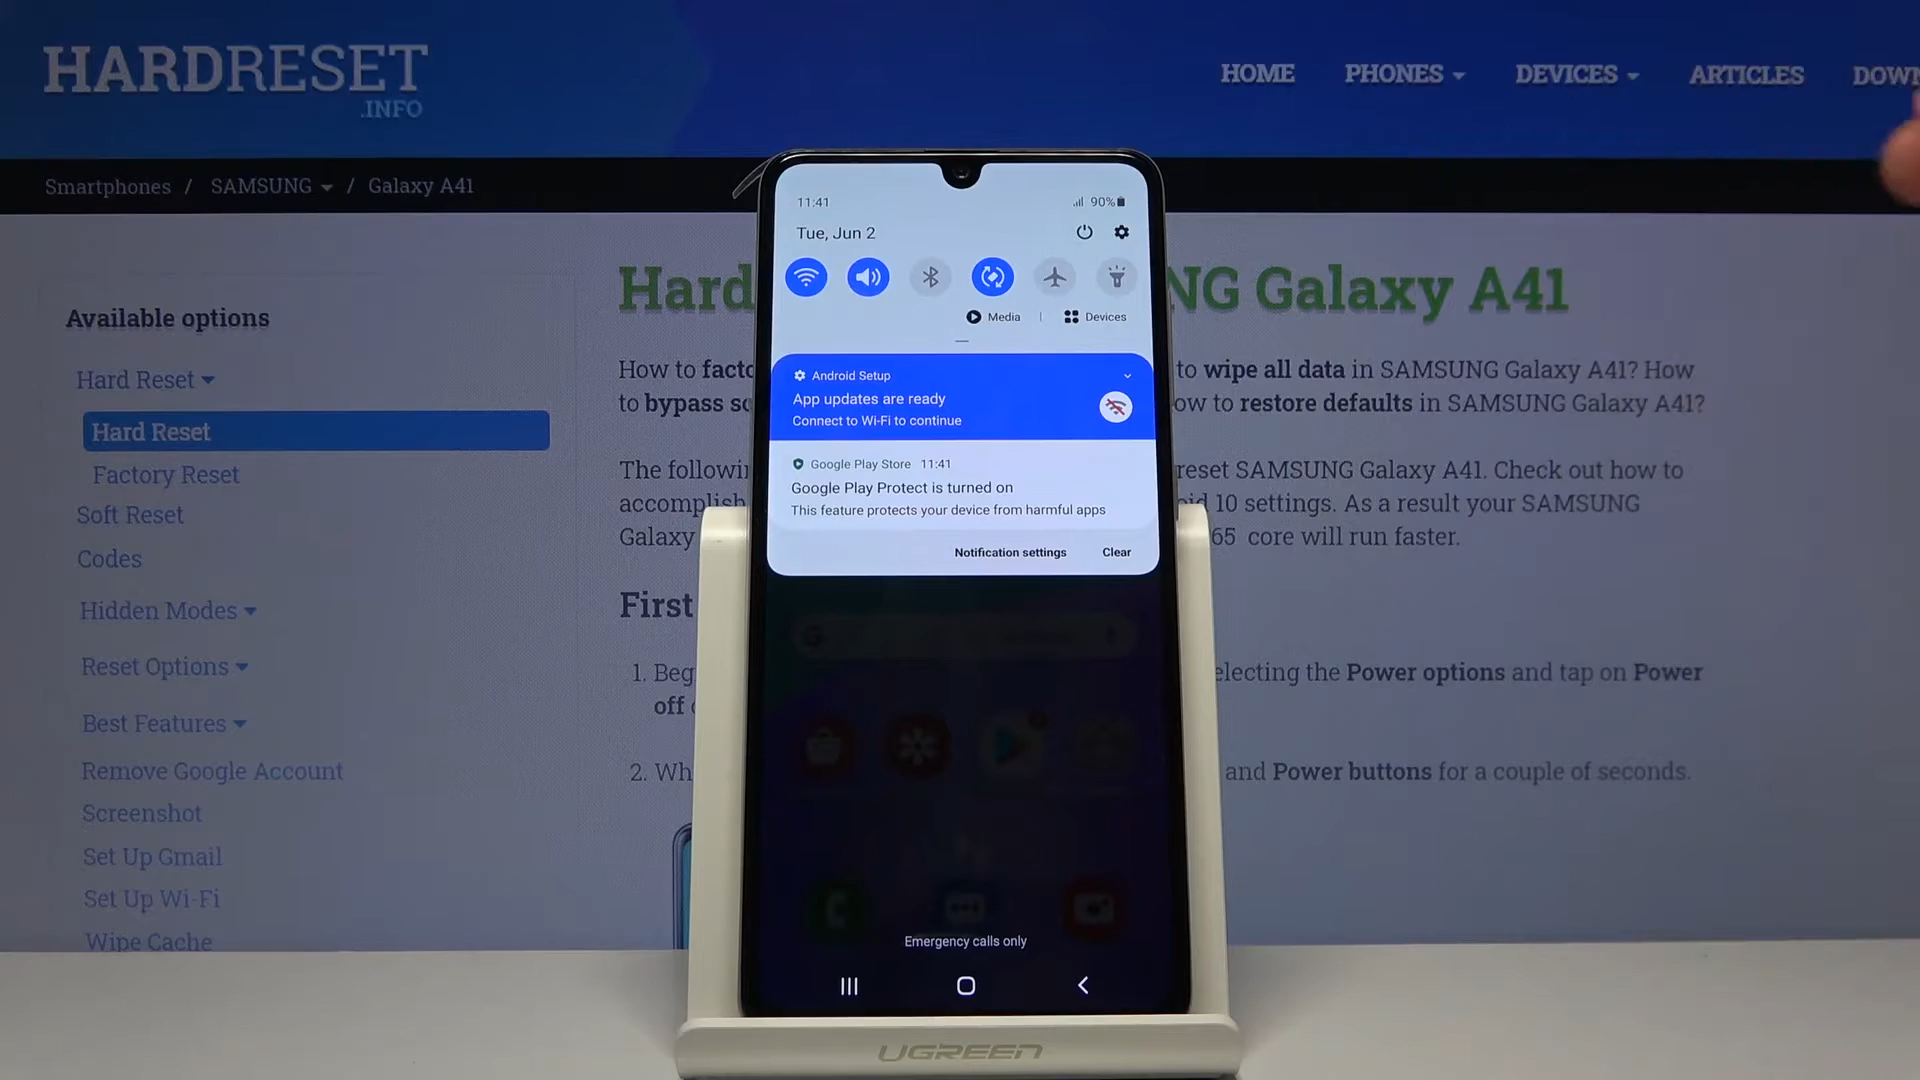 HARDRESET
.INFO
HOME PHONES DEVICES ARTICLES DOWN
Smartphones / SAMSUNG / Galaxy A41
Available options
Hard Reset
Hard Reset
Factory Reset
Soft Reset
Codes
Hidden Modes
Reset Options
Best Features
Remove Google Account
Screenshot
Set Up Gmail
Set Up Wi-Fi
Wipe Cache
Hard NG Galaxy A41
How to facto to wipe all data in SAMSUNG Galaxy A41? How
to bypass sc ow to restore defaults in SAMSUNG Galaxy A41?
The followin reset SAMSUNG Galaxy A41. Check out how to
accomplish id 10 settings. As a result your SAMSUNG
Galaxy 65 core will run faster.
First
1. Beg electing the Power options and tap on Power
off
2. Wh and Power buttons for a couple of seconds.
11:41 90%
Tue, Jun 2
Media | Devices
Android Setup
App updates are ready
Connect to Wi-Fi to continue
Google Play Store 11:41
Google Play Protect is turned on
This feature protects your device from harmful apps
Notification settings Clear
Emergency calls only
UGREEN